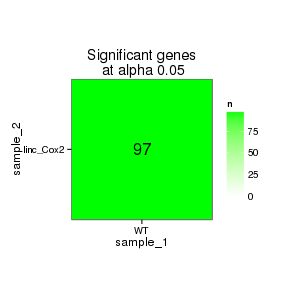 Significant genes
at alpha 0.05
sample_2
linc_Cox2
97
WT
sample_1
n
75
50
25
0